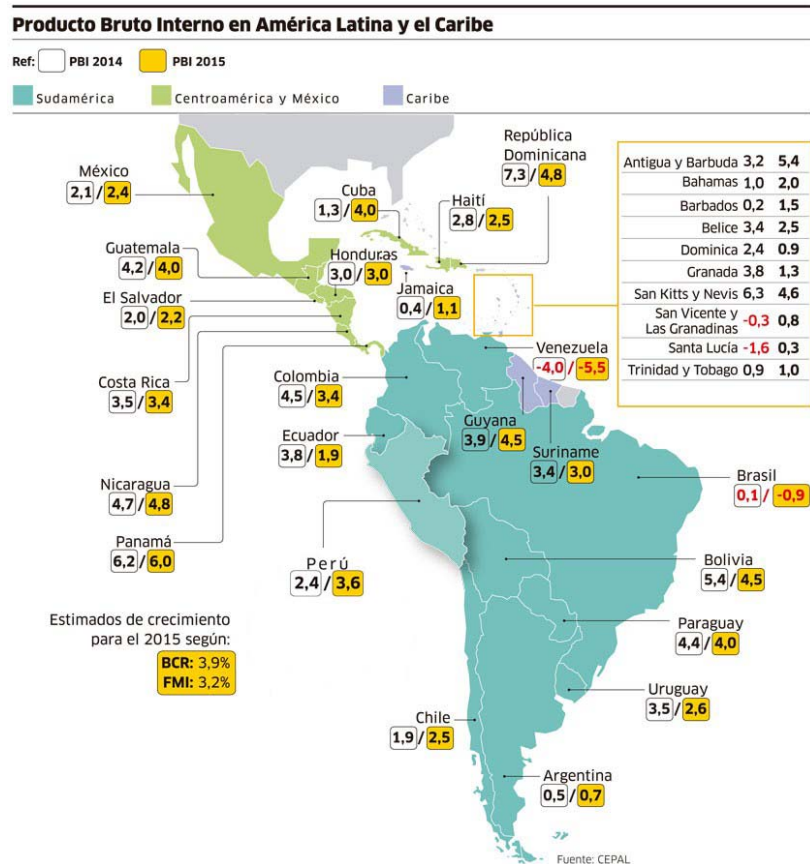 Producto Bruto Interno en América Latina y el Caribe
Ref: PBI 2014 PBI 2015
Sudamérica Centroamérica y México Caribe
México
2,1 / 2,4
Cuba
1,3 / 4,0
República
Dominicana
7,3 / 4,8
Haití
2,8 / 2,5
Guatemala
4,2 / 4,0
Honduras
3,0 / 3,0
El Salvador
2,0 / 2,2
Jamaica
0,4 / 1,1
Antigua y Barbuda 3,2 5,4
Bahamas 1,0 2,0
Barbados 0,2 1,5
Belice 3,4 2,5
Dominica 2,4 0,9
Granada 3,8 1,3
San Kitts y Nevis 6,3 4,6
San Vicente y
Las Granadinas -0,3 0,8
Santa Lucía -1,6 0,3
Trinidad y Tobago 0,9 1,0
Costa Rica
3,5 / 3,4
Colombia
4,5 / 3,4
Venezuela
-4,0 / -5,5
Ecuador
3,8 / 1,9
Guyana
3,9 / 4,5
Suriname
3,4 / 3,0
Nicaragua
4,7 / 4,8
Brasil
0,1 / -0,9
Panamá
6,2 / 6,0
Perú
2,4 / 3,6
Bolivia
5,4 / 4,5
Estimados de crecimiento
para el 2015 según:
BCR: 3,9%
FMI: 3,2%
Paraguay
4,4 / 4,0
Uruguay
3,5 / 2,6
Chile
1,9 / 2,5
Argentina
0,5 / 0,7
Fuente: CEPAL